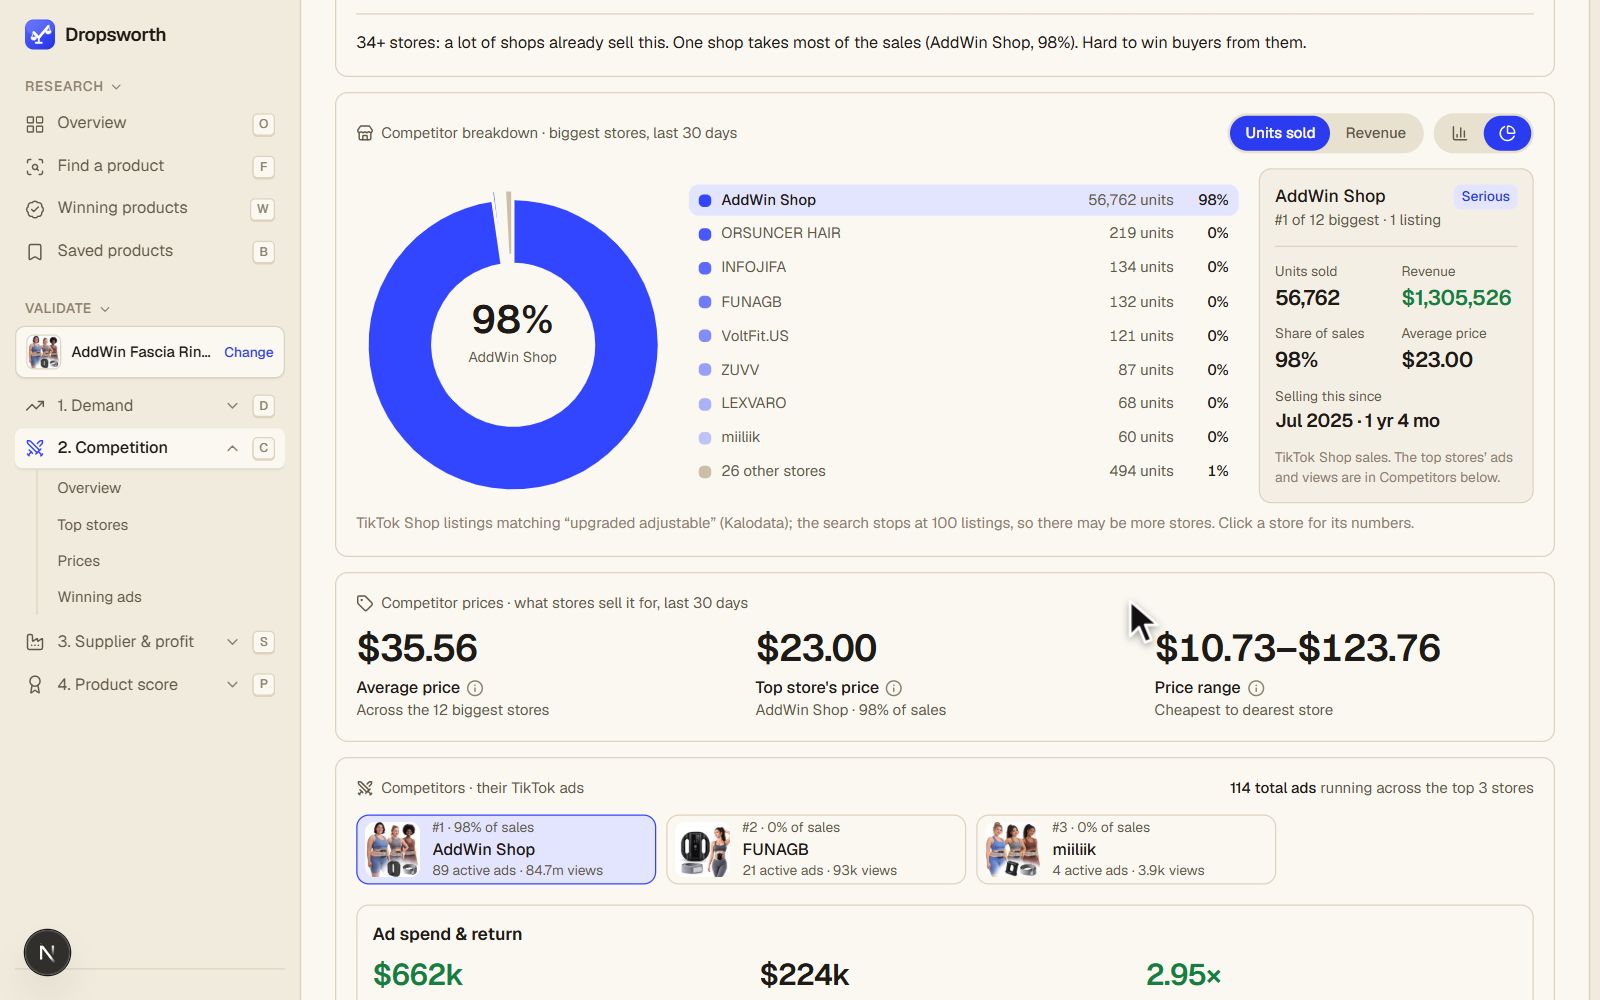 Dropsworth
RESEARCH
Overview O
Find a product F
Winning products W
Saved products B
VALIDATE
AddWin Fascia Rin... Change
1. Demand D
2. Competition C
Overview
Top stores
Prices
Winning ads
3. Supplier & profit S
4. Product score P
N
34+ stores: a lot of shops already sell this. One shop takes most of the sales (AddWin Shop, 98%). Hard to win buyers from them.
Competitor breakdown · biggest stores, last 30 days
Units sold Revenue
98%
AddWin Shop
AddWin Shop 56,762 units 98%
ORSUNCER HAIR 219 units 0%
INFOJIFA 134 units 0%
FUNAGB 132 units 0%
VoltFit.US 121 units 0%
ZUVV 87 units 0%
LEXVARO 68 units 0%
miiliik 60 units 0%
26 other stores 494 units 1%
AddWin Shop Serious
#1 of 12 biggest · 1 listing
Units sold Revenue
56,762 $1,305,526
Share of sales Average price
98% $23.00
Selling this since
Jul 2025 · 1 yr 4 mo
TikTok Shop sales. The top stores' ads
and views are in Competitors below.
TikTok Shop listings matching “upgraded adjustable” (Kalodata); the search stops at 100 listings, so there may be more stores. Click a store for its numbers.
Competitor prices · what stores sell it for, last 30 days
$35.56 $23.00 $10.73–$123.76
Average price Top store's price Price range
Across the 12 biggest stores AddWin Shop · 98% of sales Cheapest to dearest store
Competitors · their TikTok ads
114 total ads running across the top 3 stores
#1 · 98% of sales
AddWin Shop
89 active ads · 84.7m views
#2 · 0% of sales
FUNAGB
21 active ads · 93k views
#3 · 0% of sales
miiliik
4 active ads · 3.9k views
Ad spend & return
$662k $224k 2.95×